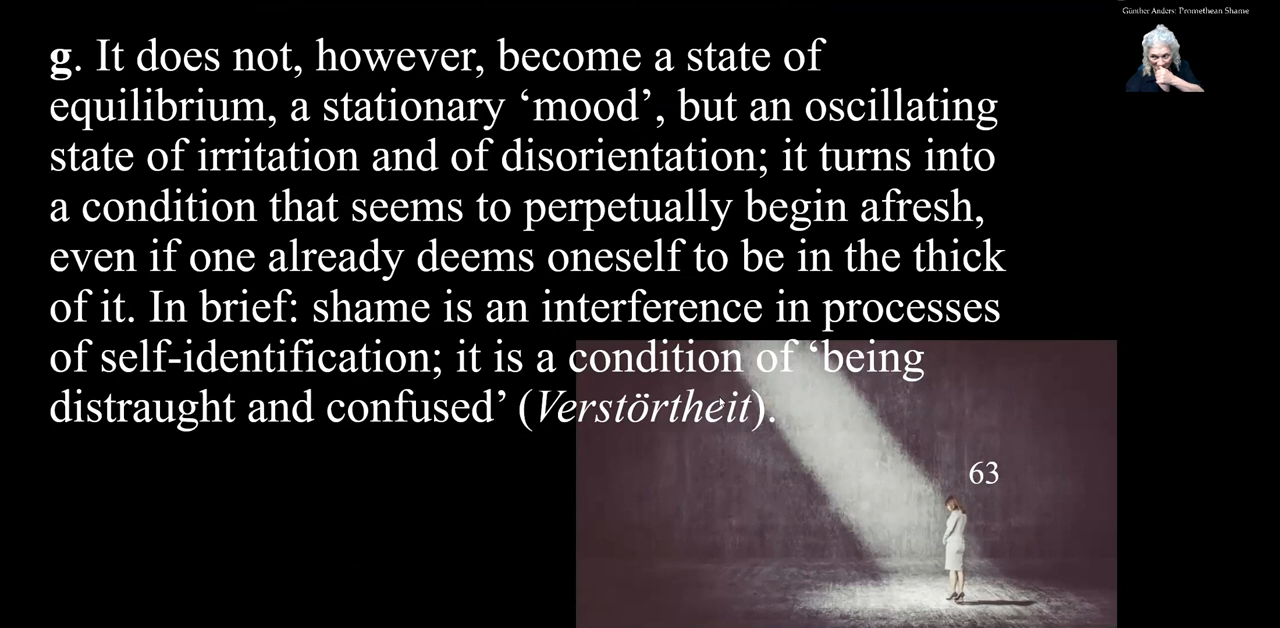 Günther Anders: Promethean Shame
g. It does not, however, become a state of
equilibrium, a stationary ‘mood’, but an oscillating
state of irritation and of disorientation; it turns into
a condition that seems to perpetually begin afresh,
even if one already deems oneself to be in the thick
of it. In brief: shame is an interference in processes
of self-identification; it is a condition of ‘being
distraught and confused’ (Verstörtheit).
63